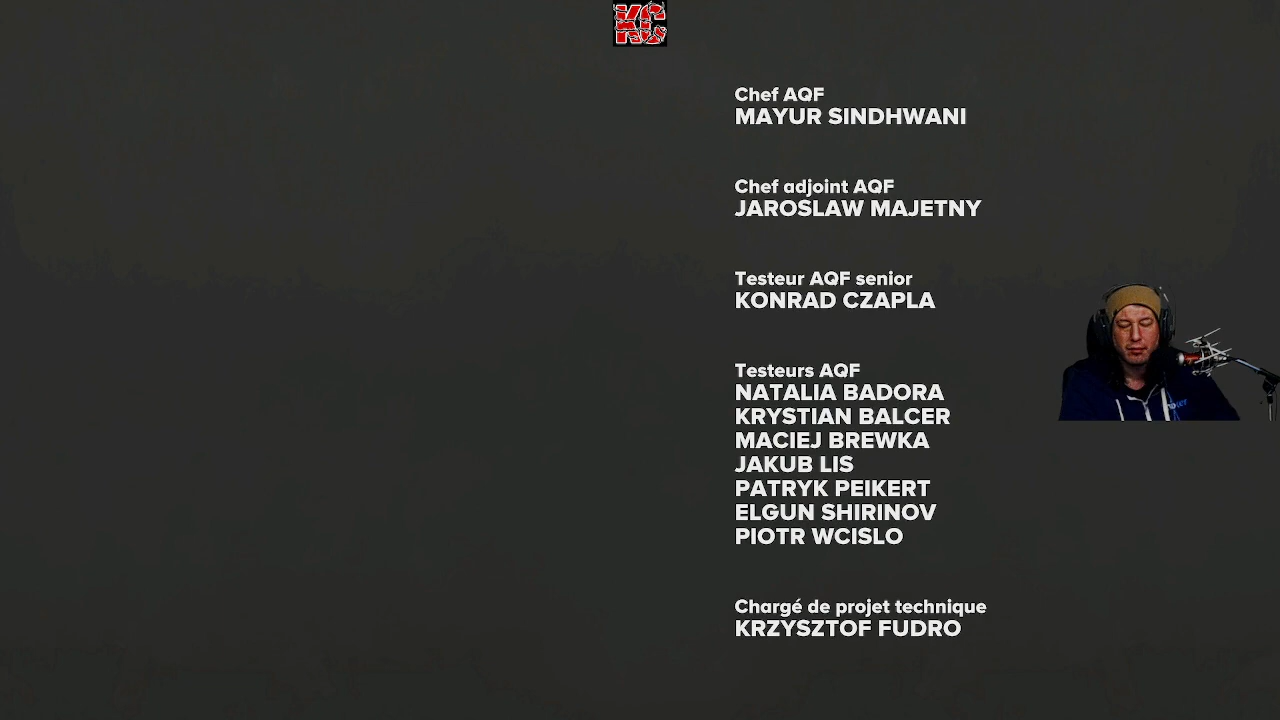 KC
Chef AQF
MAYUR SINDHWANI
Chef adjoint AQF
JAROSLAW MAJETNY
Testeur AQF senior
KONRAD CZAPLA
Testeurs AQF
NATALIA BADORA
KRYSTIAN BALCER
MACIEJ BREWKA
JAKUB LIS
PATRYK PEIKERT
ELGUN SHIRINOV
PIOTR WCISLO
Chargé de projet technique
KRZYSZTOF FUDRO